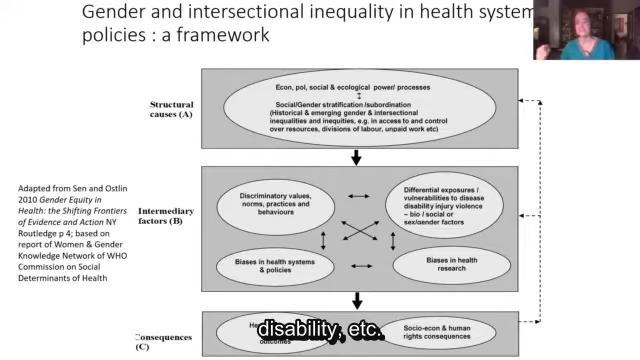 Gender and intersectional inequality in health system
policies : a framework
Econ, pol, social & ecological power/ processes
Social/Gender stratification/subordination
(Historical & emerging gender & intersectional
inequalities and inequities, e.g. in access to and control
over resources, divisions of labour, unpaid work etc)
Structural
causes (A)
Adapted from Sen and Ostlin
2010 Gender Equity in
Health: the Shifting Frontiers
of Evidence and Action NY
Routledge p 4; based on
report of Women & Gender
Knowledge Network of WHO
Commission on Social
Determinants of Health
Intermediary
factors (B)
Discriminatory values,
norms, practices and
behaviours
Differential exposures /
vulnerabilities to disease
disability injury violence
– bio / social or
sex/gender factors
Biases in health systems
& policies
Biases in health
research
Consequences
(C)
outcomes
Socio-econ & human
rights consequences
disability, etc.